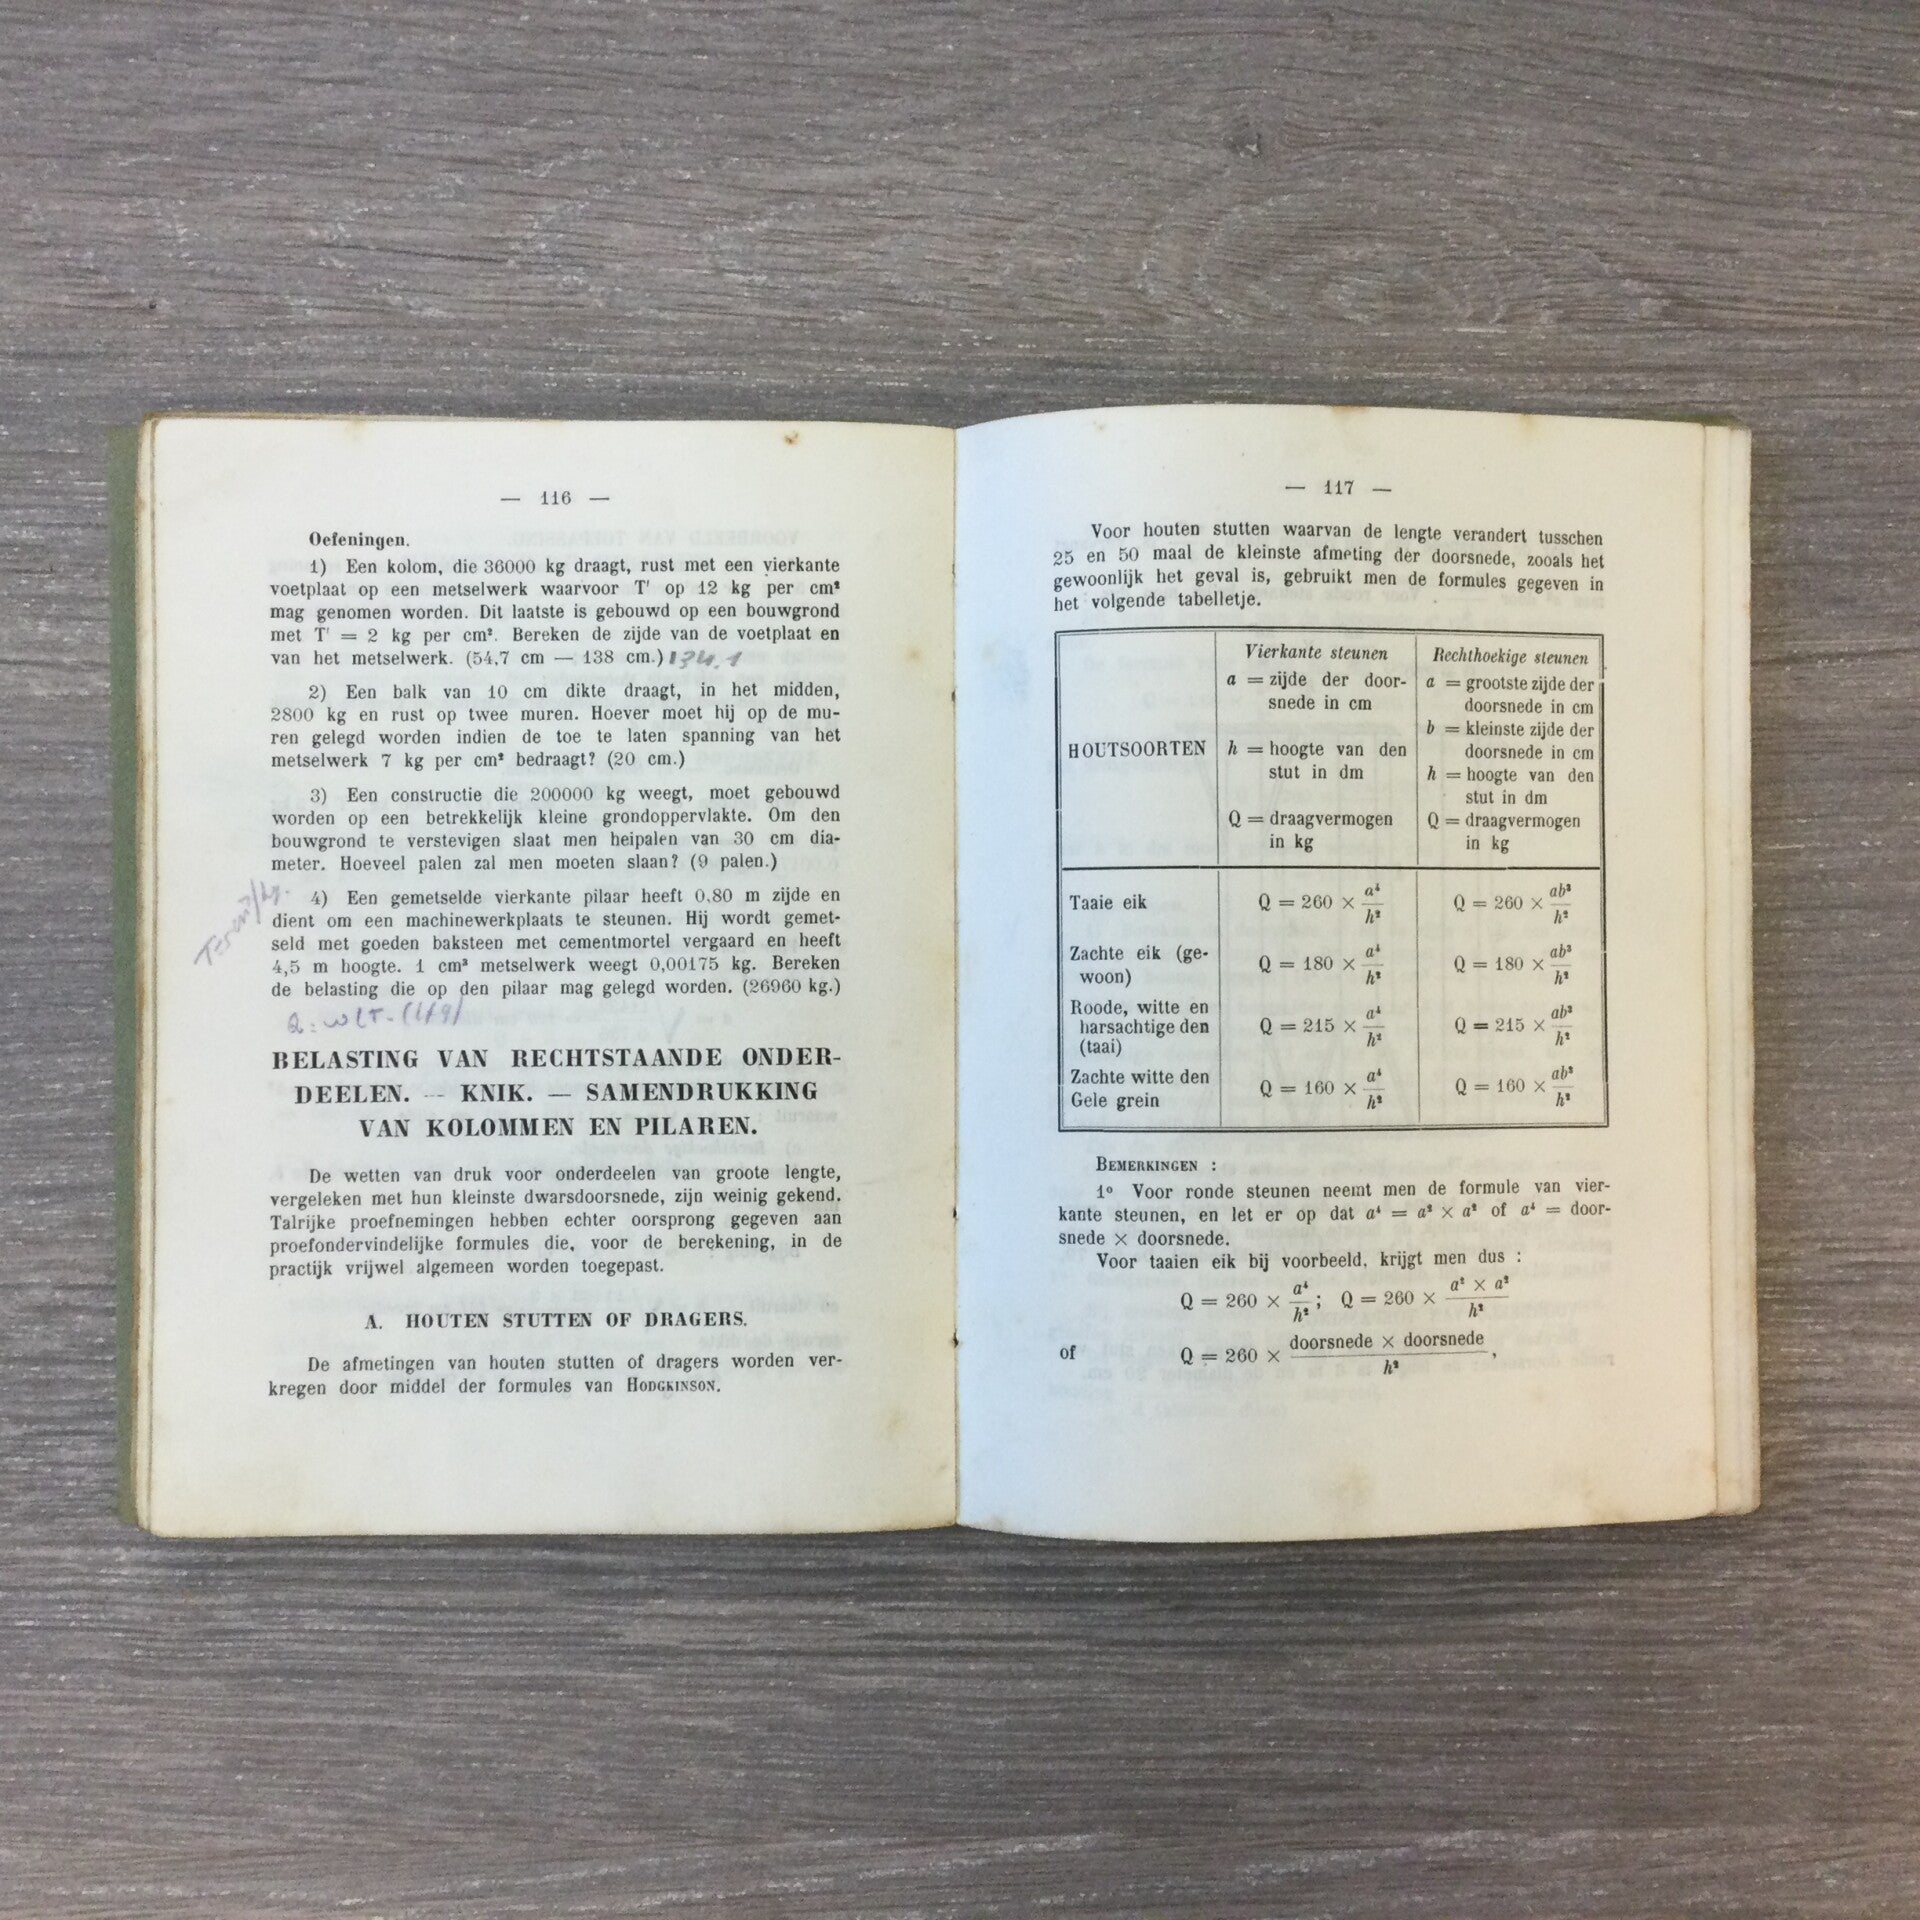 — 116 —
Oefeningen.
1) Een kolom, die 36000 kg draagt, rust met een vierkante
voetplaat op een metselwerk waarvoor T' op 12 kg per cm²
mag genomen worden. Dit laatste is gebouwd op een bouwgrond
met T' = 2 kg per cm². Bereken de zijde van de voetplaat en
van het metselwerk. (54,7 cm — 138 cm.) 134.1
2) Een balk van 10 cm dikte draagt, in het midden,
2800 kg en rust op twee muren. Hoever moet hij op de mu-
ren gelegd worden indien de toe te laten spanning van het
metselwerk 7 kg per cm² bedraagt? (20 cm.)
3) Een constructie die 200000 kg weegt, moet gebouwd
worden op een betrekkelijk kleine grondoppervlakte. Om den
bouwgrond te verstevigen slaat men heipalen van 30 cm dia-
meter. Hoeveel palen zal men moeten slaan? (9 palen.)
4) Een gemetselde vierkante pilaar heeft 0,80 m zijde en
dient om een machinewerkplaats te steunen. Hij wordt gemet-
seld met goeden baksteen met cementmortel vergaard en heeft
4,5 m hoogte. 1 cm³ metselwerk weegt 0,00175 kg. Bereken
de belasting die op den pilaar mag gelegd worden. (26960 kg.)
BELASTING VAN RECHTSTAANDE ONDER-
DEELEN. — KNIK. — SAMENDRUKKING
VAN KOLOMMEN EN PILAREN.
De wetten van druk voor onderdeelen van groote lengte,
vergeleken met hun kleinste dwarsdoorsnede, zijn weinig gekend.
Talrijke proefnemingen hebben echter oorsprong gegeven aan
proefondervindelijke formules die, voor de berekening, in de
practijk vrijwel algemeen worden toegepast.
A. HOUTEN STUTTEN OF DRAGERS.
De afmetingen van houten stutten of dragers worden ver-
kregen door middel der formules van HODGKINSON.
— 117 —
Voor houten stutten waarvan de lengte verandert tusschen
25 en 50 maal de kleinste afmeting der doorsnede, zooals het
gewoonlijk het geval is, gebruikt men de formules gegeven in
het volgende tabelletje.
HOUTSOORTEN
Vierkante steunen
a = zijde der door-
snede in cm
h = hoogte van den
stut in dm
Q = draagvermogen
in kg
Rechthoekige steunen
a = grootste zijde der
doorsnede in cm
b = kleinste zijde der
doorsnede in cm
h = hoogte van den
stut in dm
Q = draagvermogen
in kg
Taaie eik Q = 260 × a⁴/h² Q = 260 × ab³/h²
Zachte eik (ge-
woon) Q = 180 × a⁴/h² Q = 180 × ab³/h²
Roode, witte en
harsachtige den
(taai) Q = 215 × a⁴/h² Q = 215 × ab³/h²
Zachte witte den
Gele grein Q = 160 × a⁴/h² Q = 160 × ab³/h²
BEMERKINGEN :
1º Voor ronde steunen neemt men de formule van vier-
kante steunen, en let er op dat a⁴ = a² × a² of a⁴ = door-
snede × doorsnede.
Voor taaien eik bij voorbeeld, krijgt men dus :
Q = 260 × a⁴/h² ; Q = 260 × a² × a²/h²
of Q = 260 × doorsnede × doorsnede/h² ,